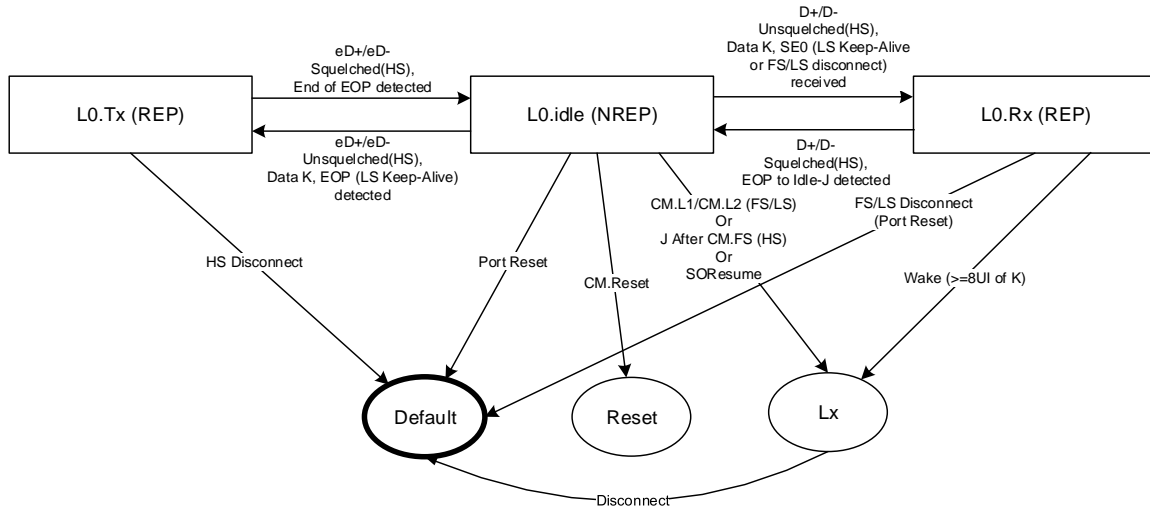 eD+/eD-
Squelched(HS),
End of EOP detected
D+/D-
Unsquelched(HS),
Data K, SE0 (LS Keep-Alive
or FS/LS disconnect)
received
L0.Tx (REP)
L0.idle (NREP)
L0.Rx (REP)
eD+/eD-
Unsquelched(HS),
Data K, EOP (LS Keep-Alive)
detected
D+/D-
Squelched(HS),
EOP to Idle-J detected
CM.L1/CM.L2 (FS/LS)
Or
J After CM.FS (HS)
Or
SOResume
FS/LS Disconnect
(Port Reset)
HS Disconnect
Port Reset
CM.Reset
Wake (>=8UI of K)
Default
Reset
Lx
Disconnect